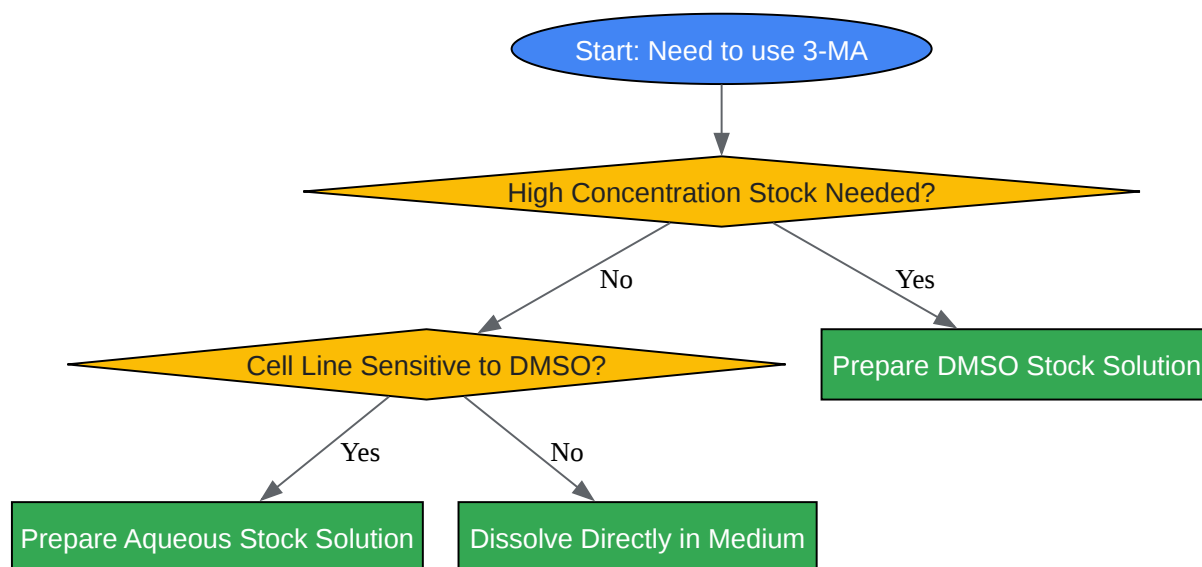 Start: Need to use 3-MA
High Concentration Stock Needed?
No
Yes
Cell Line Sensitive to DMSO?
Prepare DMSO Stock Solution
Yes
No
Prepare Aqueous Stock Solution
Dissolve Directly in Medium